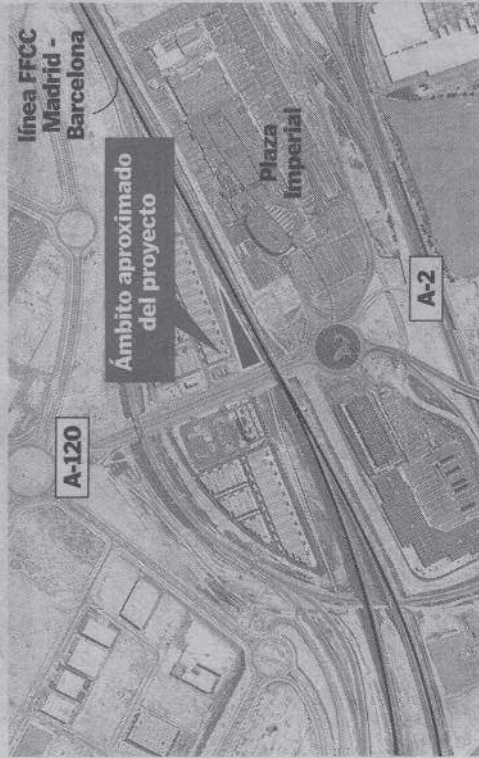 línea FFCC
Madrid -
Barcelona
Ámbito aproximado
del proyecto
Plaza
Imperial
A-120
A-2